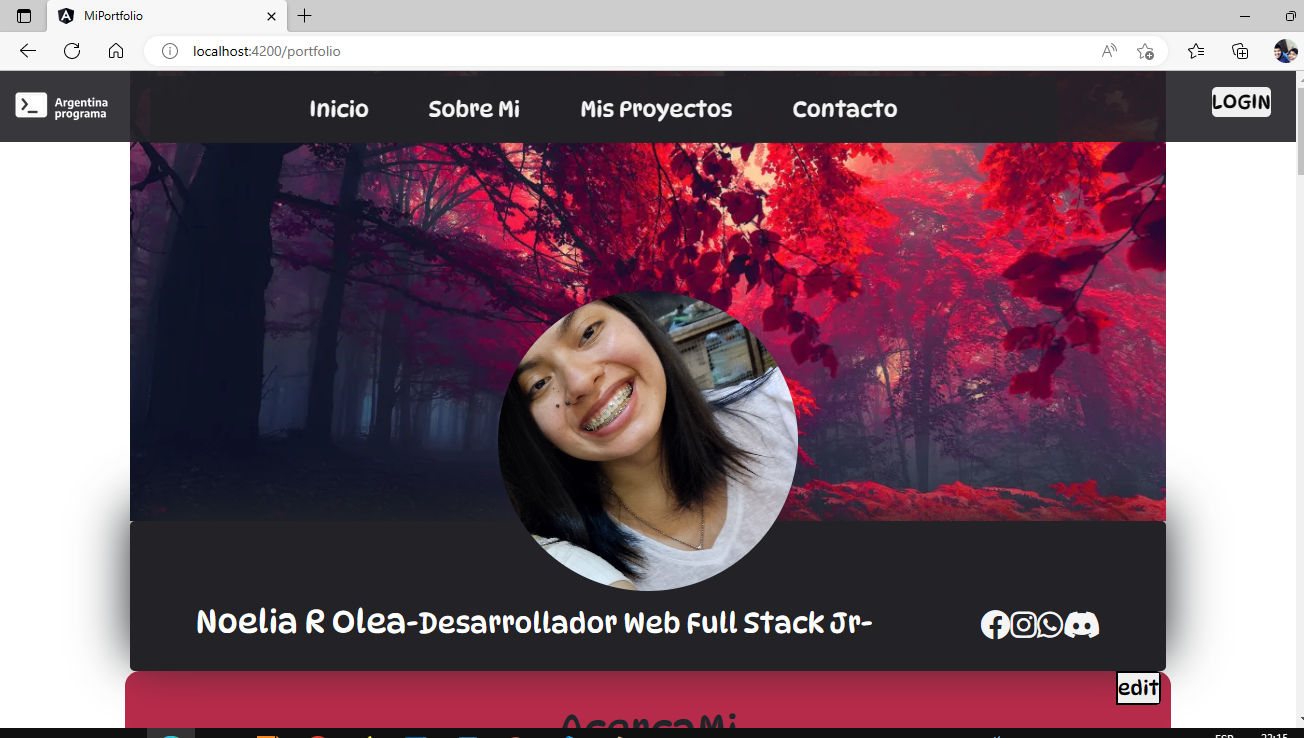 MiPortfolio
localhost:4200/portfolio
Argentina
programa
Inicio
Sobre Mi
Mis Proyectos
Contacto
LOGIN
Noelia R Olea-Desarrollador Web Full Stack Jr-
edit
AcercaMi